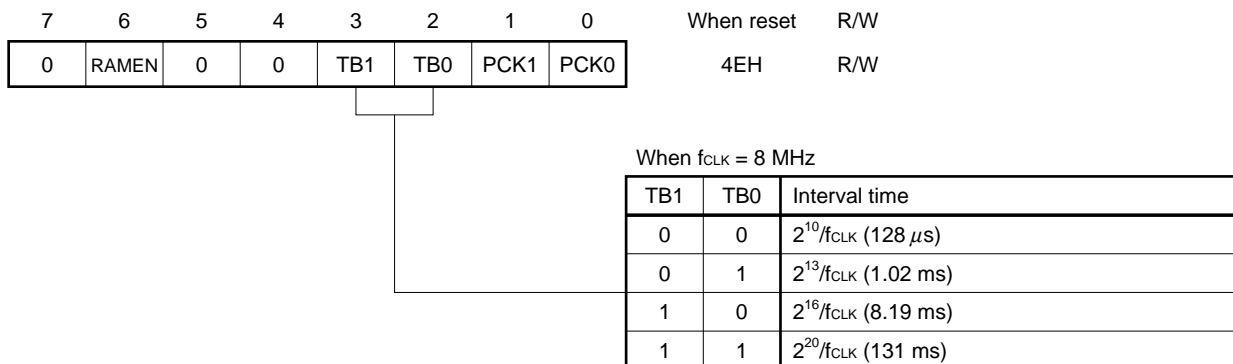 7 6 5 4 3 2 1 0 When reset R/W
0 RAMEN 0 0 TB1 TB0 PCK1 PCK0 4EH R/W
When fCLK = 8 MHz
TB1 TB0 Interval time
0 0 2^10/fCLK (128 μs)
0 1 2^13/fCLK (1.02 ms)
1 0 2^16/fCLK (8.19 ms)
1 1 2^20/fCLK (131 ms)